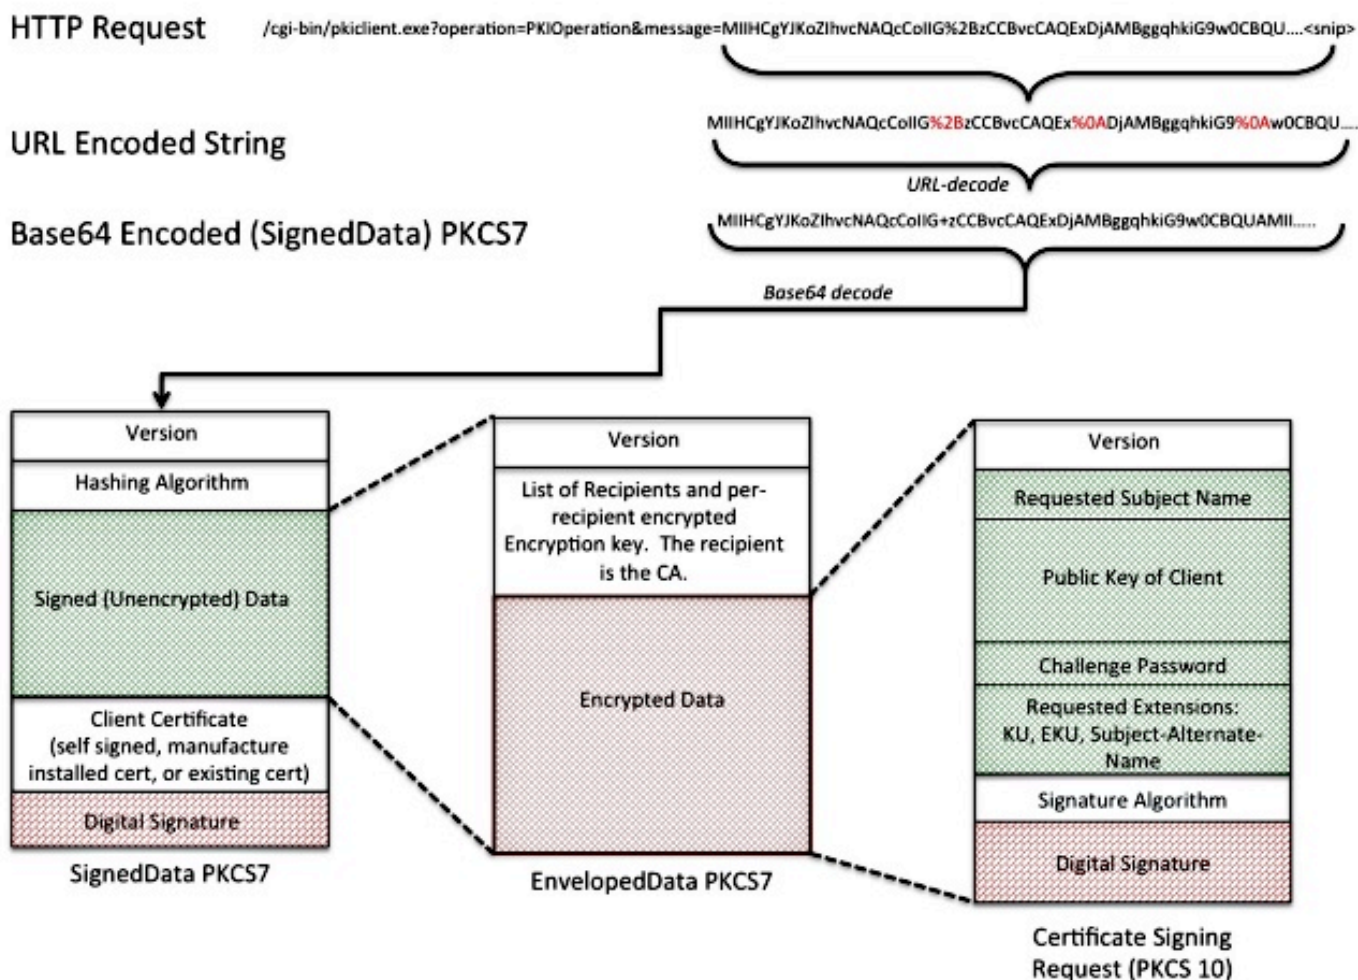 HTTP Request
/cgi-bin/pkiclient.exe?operation=PKIOperation&message=MIIHCgYJKoZIhvcNAQcCoIIG%2BzCCBvcCAQExDjAMBggqhkiG9w0CBQU....<snip>
URL Encoded String
MIIHCgYJKoZIhvcNAQcCoIIG%2BzCCBvcCAQEx%0ADjAMBggqhkiG9%0Aw0CBQU.....
URL-decode
Base64 Encoded (SignedData) PKCS7
MIIHCgYJKoZIhvcNAQcCoIIG+zCCBvcCAQExDjAMBggqhkiG9w0CBQUAMII.....
Base64 decode
Version
Hashing Algorithm
Signed (Unencrypted) Data
Client Certificate
(self signed, manufacture
installed cert, or existing cert)
Digital Signature
SignedData PKCS7
Version
List of Recipients and per-
recipient encrypted
Encryption key. The recipient
is the CA.
Encrypted Data
EnvelopedData PKCS7
Version
Requested Subject Name
Public Key of Client
Challenge Password
Requested Extensions:
KU, EKU, Subject-Alternate-
Name
Signature Algorithm
Digital Signature
Certificate Signing
Request (PKCS 10)